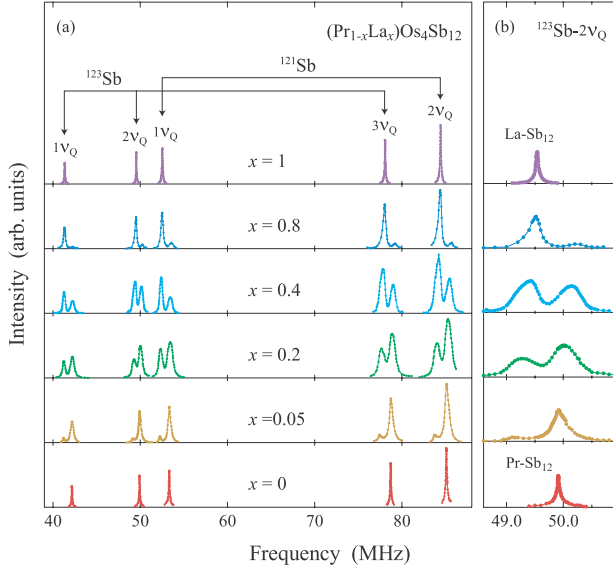 (a)
(Pr₁₋ₓLaₓ)Os₄Sb₁₂
(b)
¹²³Sb-2νQ
¹²³Sb
¹²¹Sb
1νQ
2νQ
1νQ
3νQ
2νQ
La-Sb₁₂
x = 1
x = 0.8
x = 0.4
x = 0.2
x =0.05
Pr-Sb₁₂
x = 0
Intensity (arb. units)
40 50 60 70 80
49.0 50.0
Frequency (MHz)
Frequency (MHz)